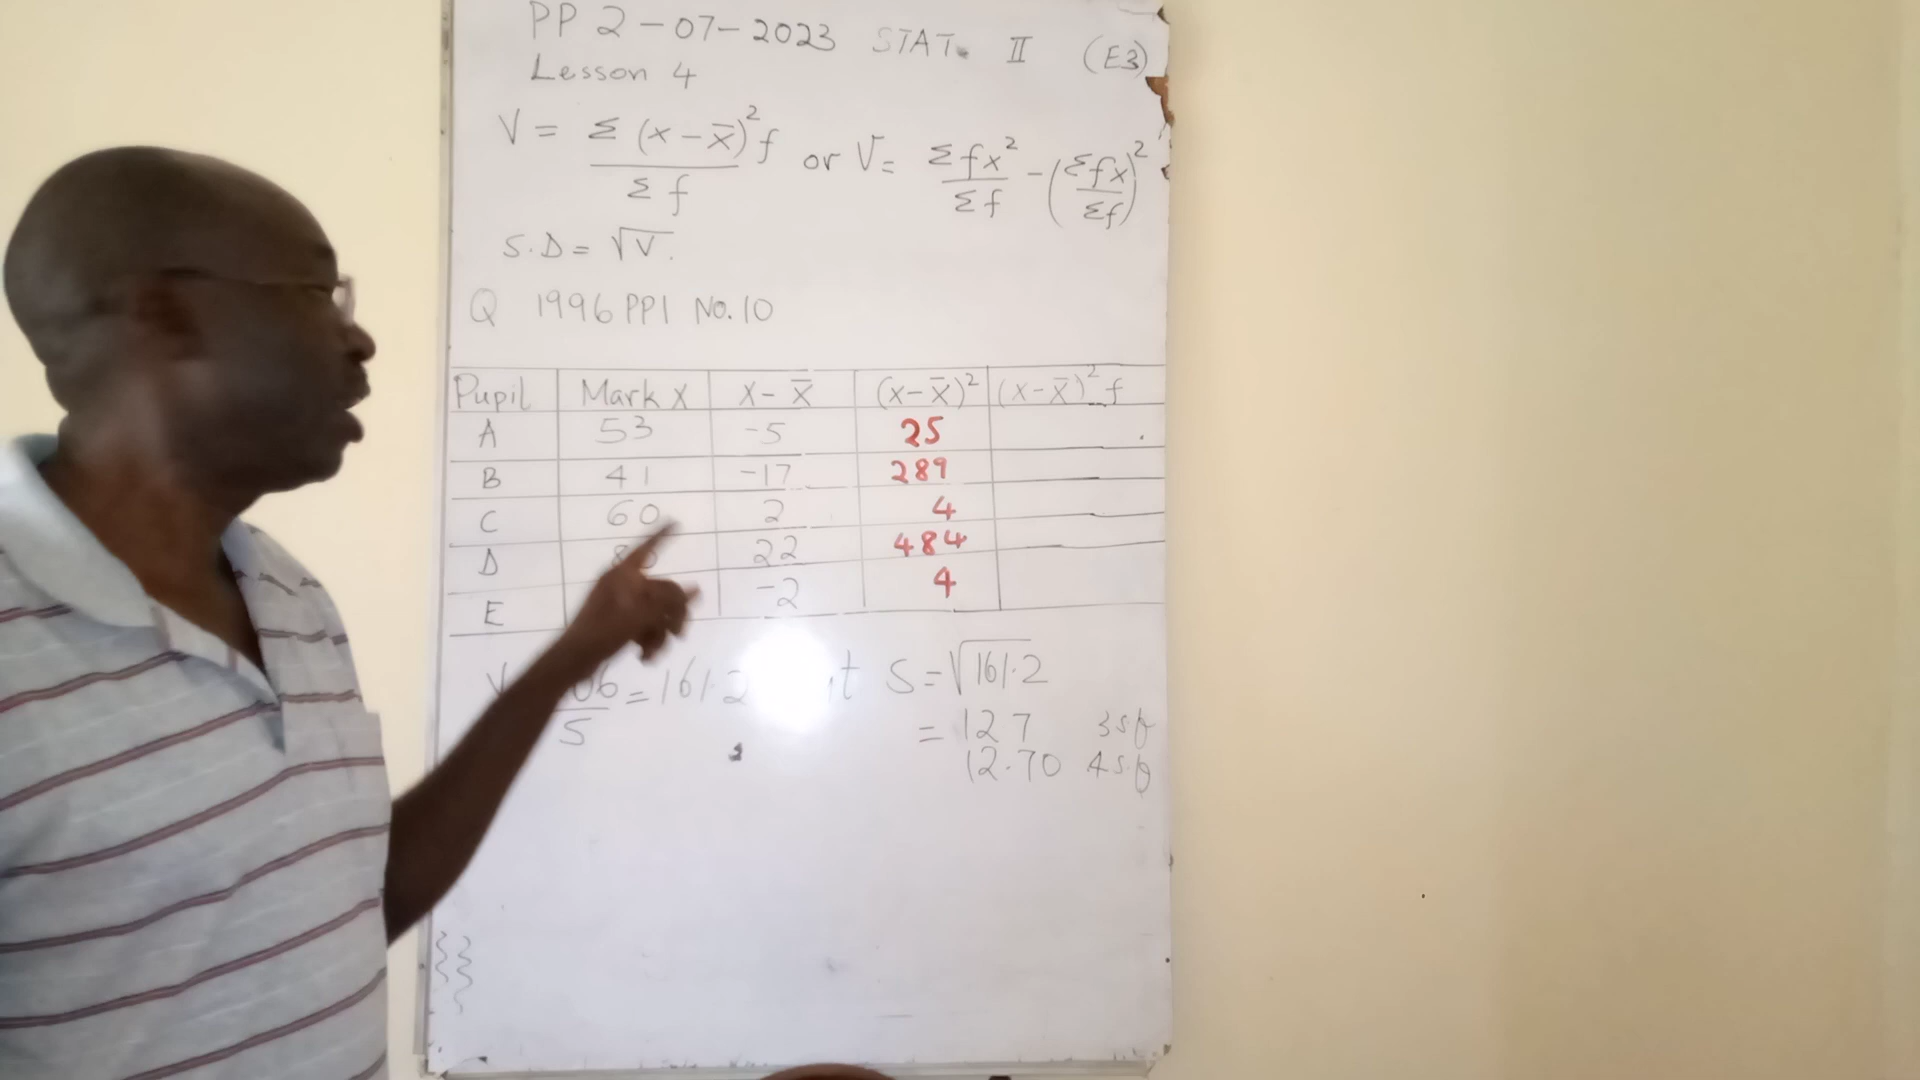 PP 2-07-2023 STAT. II (E3)
Lesson 4
V = Σ(x-x̄)²f / Σf or V = Σfx²/Σf - (Σfx/Σf)²
S.D = √V.
Q 1996 PP1 No.10
Pupil Mark X X-X̄ (x-x̄)² (x-x̄)² f
A 53 -5 25
B 41 -17 289
C 60 2 4
D 22 484
E -2 4
/5 = 161.2 S = √161.2
= 12.7 3sf
12.70 4sf